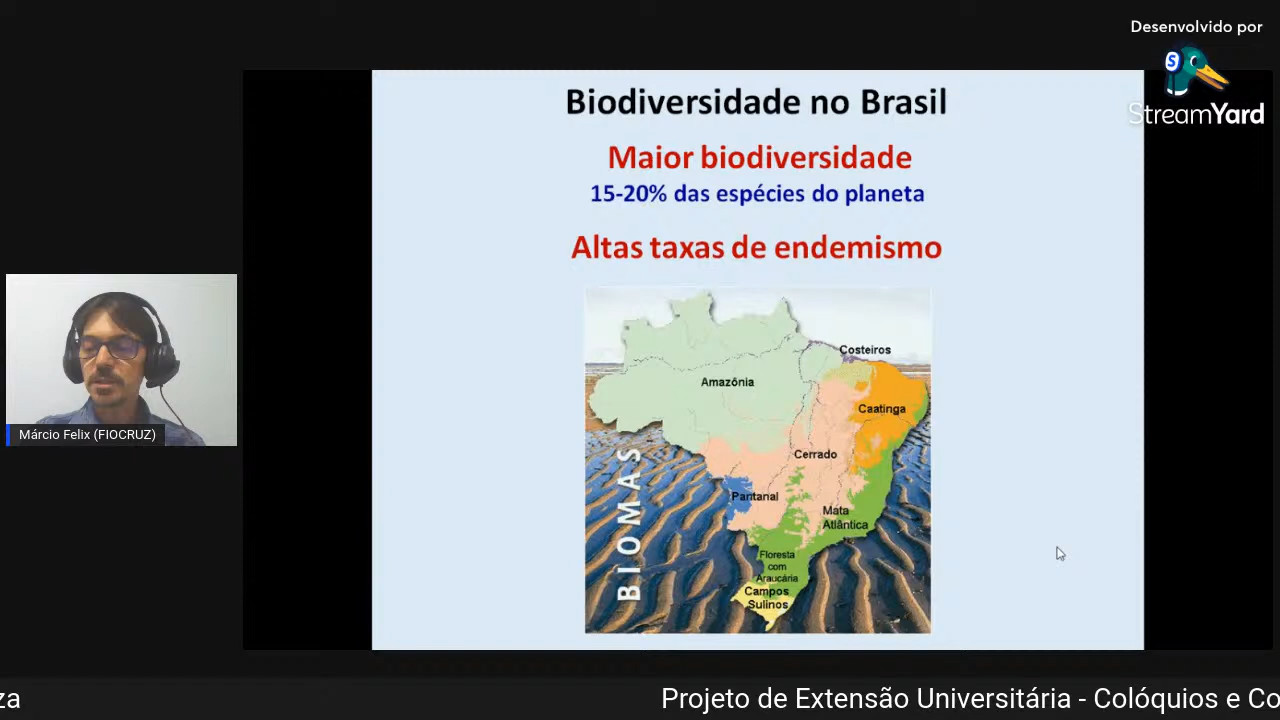 Desenvolvido por
StreamYard
Biodiversidade no Brasil
Maior biodiversidade
15-20% das espécies do planeta
Altas taxas de endemismo
Costeiros
Amazônia
Caatinga
Cerrado
Pantanal
Mata
Atlântica
Floresta
com
Araucária
Campos
Sulinos
BIOMAS
Márcio Felix (FIOCRUZ)
za
Projeto de Extensão Universitária - Colóquios e Co